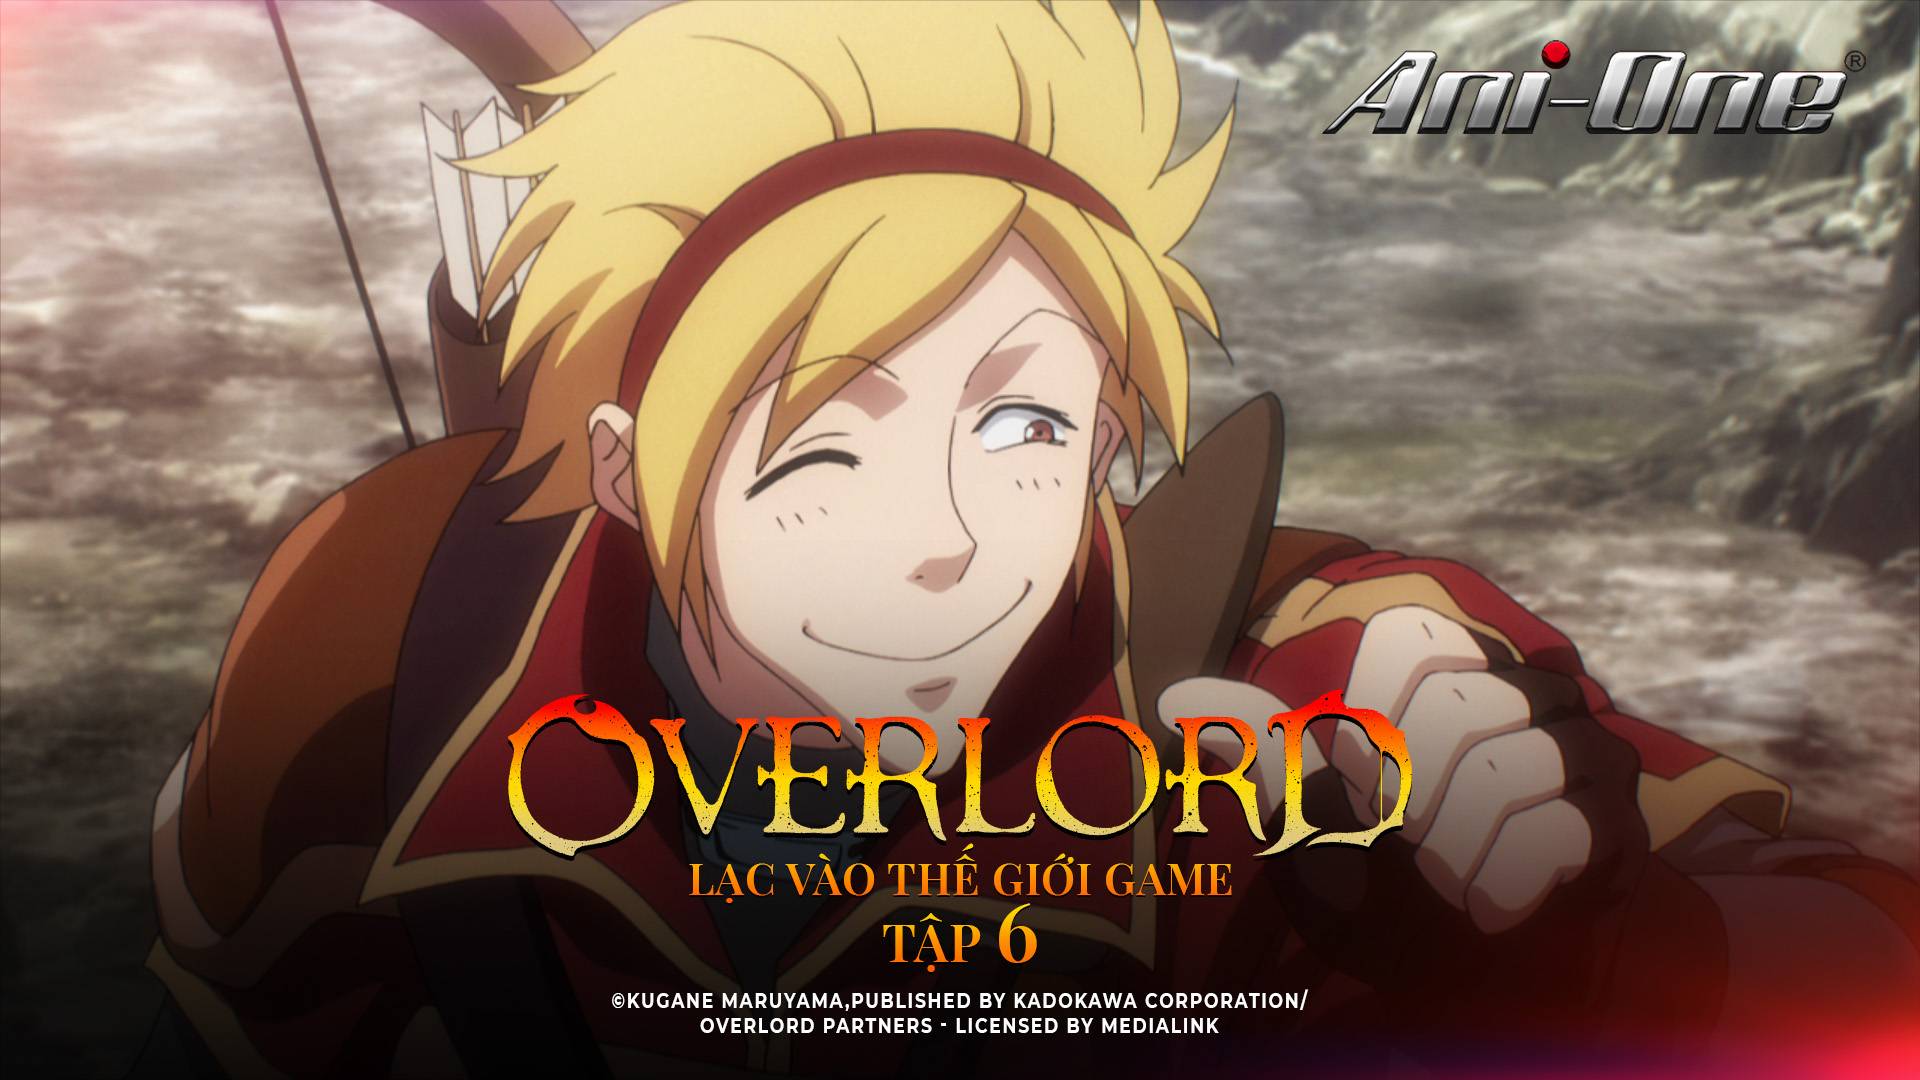 Ani-One®
OVERLORD
LẠC VÀO THẾ GIỚI GAME
TẬP 6
©KUGANE MARUYAMA,PUBLISHED BY KADOKAWA CORPORATION/
OVERLORD PARTNERS - LICENSED BY MEDIALINK